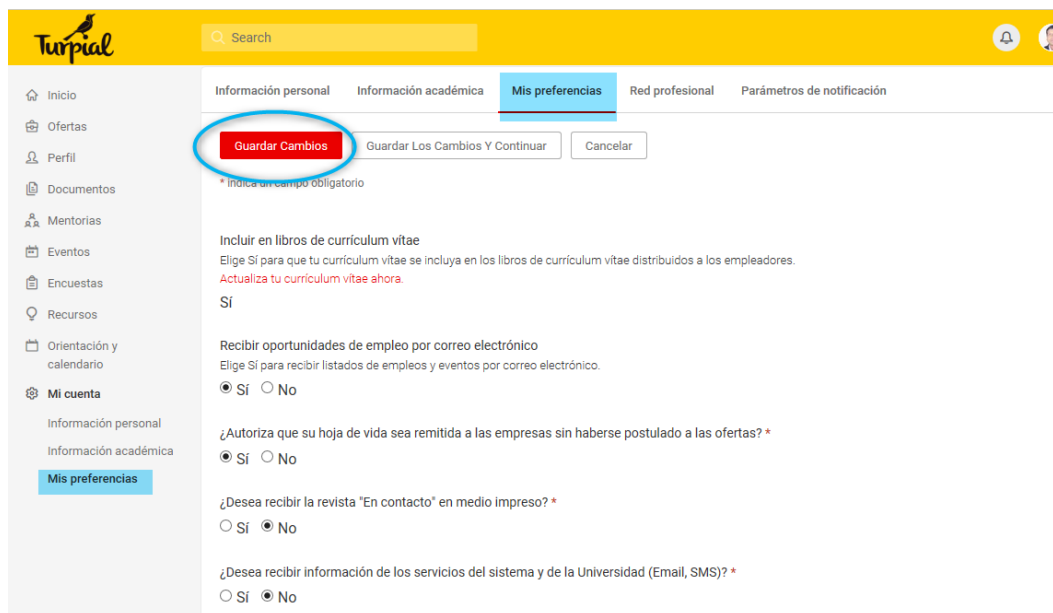 Turpial
Search
Inicio
Ofertas
Perfil
Documentos
Mentorias
Eventos
Encuestas
Recursos
Orientación y
calendario
Mi cuenta
Información personal
Información académica
Mis preferencias
Información personal Información académica Mis preferencias Red profesional Parámetros de notificación
Guardar Cambios Guardar Los Cambios Y Continuar Cancelar
* indica un campo obligatorio
Incluir en libros de currículum vítae
Elige Sí para que tu currículum vítae se incluya en los libros de currículum vítae distribuidos a los empleadores.
Actualiza tu currículum vítae ahora.
Sí
Recibir oportunidades de empleo por correo electrónico
Elige Sí para recibir listados de empleos y eventos por correo electrónico.
Sí No
¿Autoriza que su hoja de vida sea remitida a las empresas sin haberse postulado a las ofertas? *
Sí No
¿Desea recibir la revista "En contacto" en medio impreso? *
Sí No
¿Desea recibir información de los servicios del sistema y de la Universidad (Email, SMS)? *
Sí No